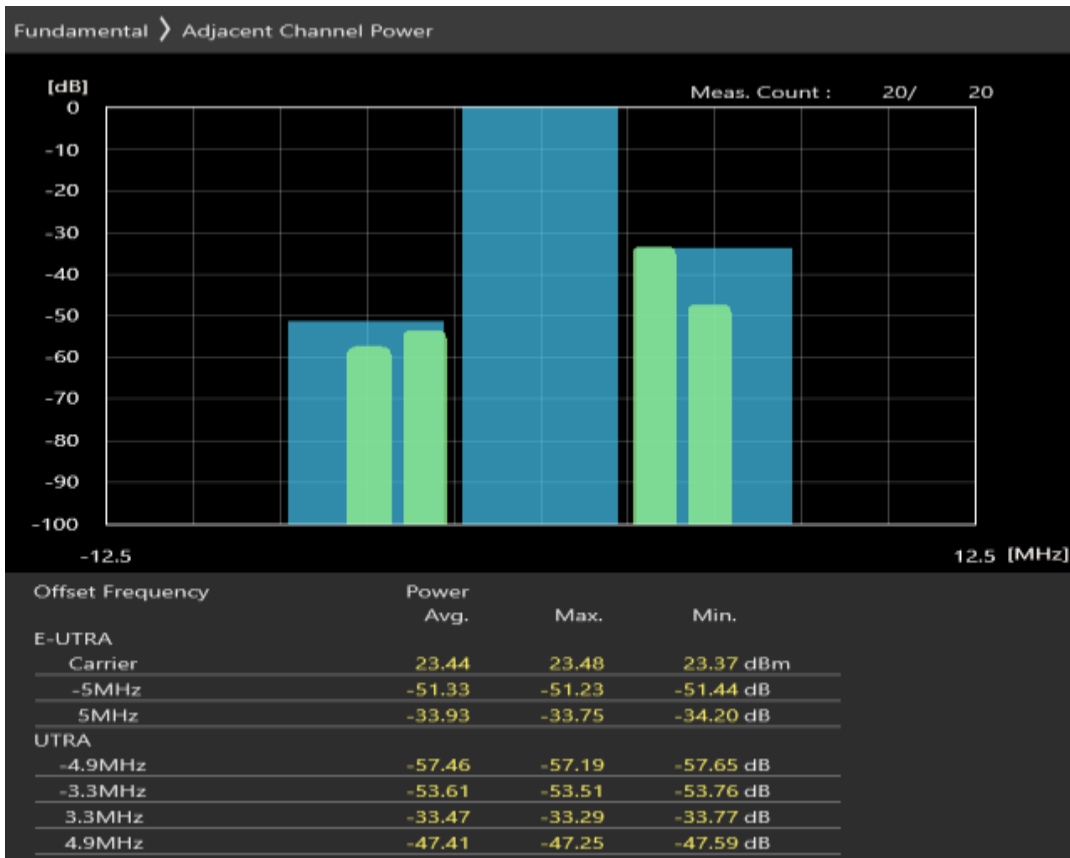 Fundamental ❯ Adjacent Channel Power
[dB]
Meas. Count : 20/ 20
0
-10
-20
-30
-40
-50
-60
-70
-80
-90
-100
-12.5 12.5 [MHz]
Offset Frequency Power
Avg. Max. Min.
E-UTRA
Carrier 23.44 23.48 23.37 dBm
-5MHz -51.33 -51.23 -51.44 dB
5MHz -33.93 -33.75 -34.20 dB
UTRA
-4.9MHz -57.46 -57.19 -57.65 dB
-3.3MHz -53.61 -53.51 -53.76 dB
3.3MHz -33.47 -33.29 -33.77 dB
4.9MHz -47.41 -47.25 -47.59 dB